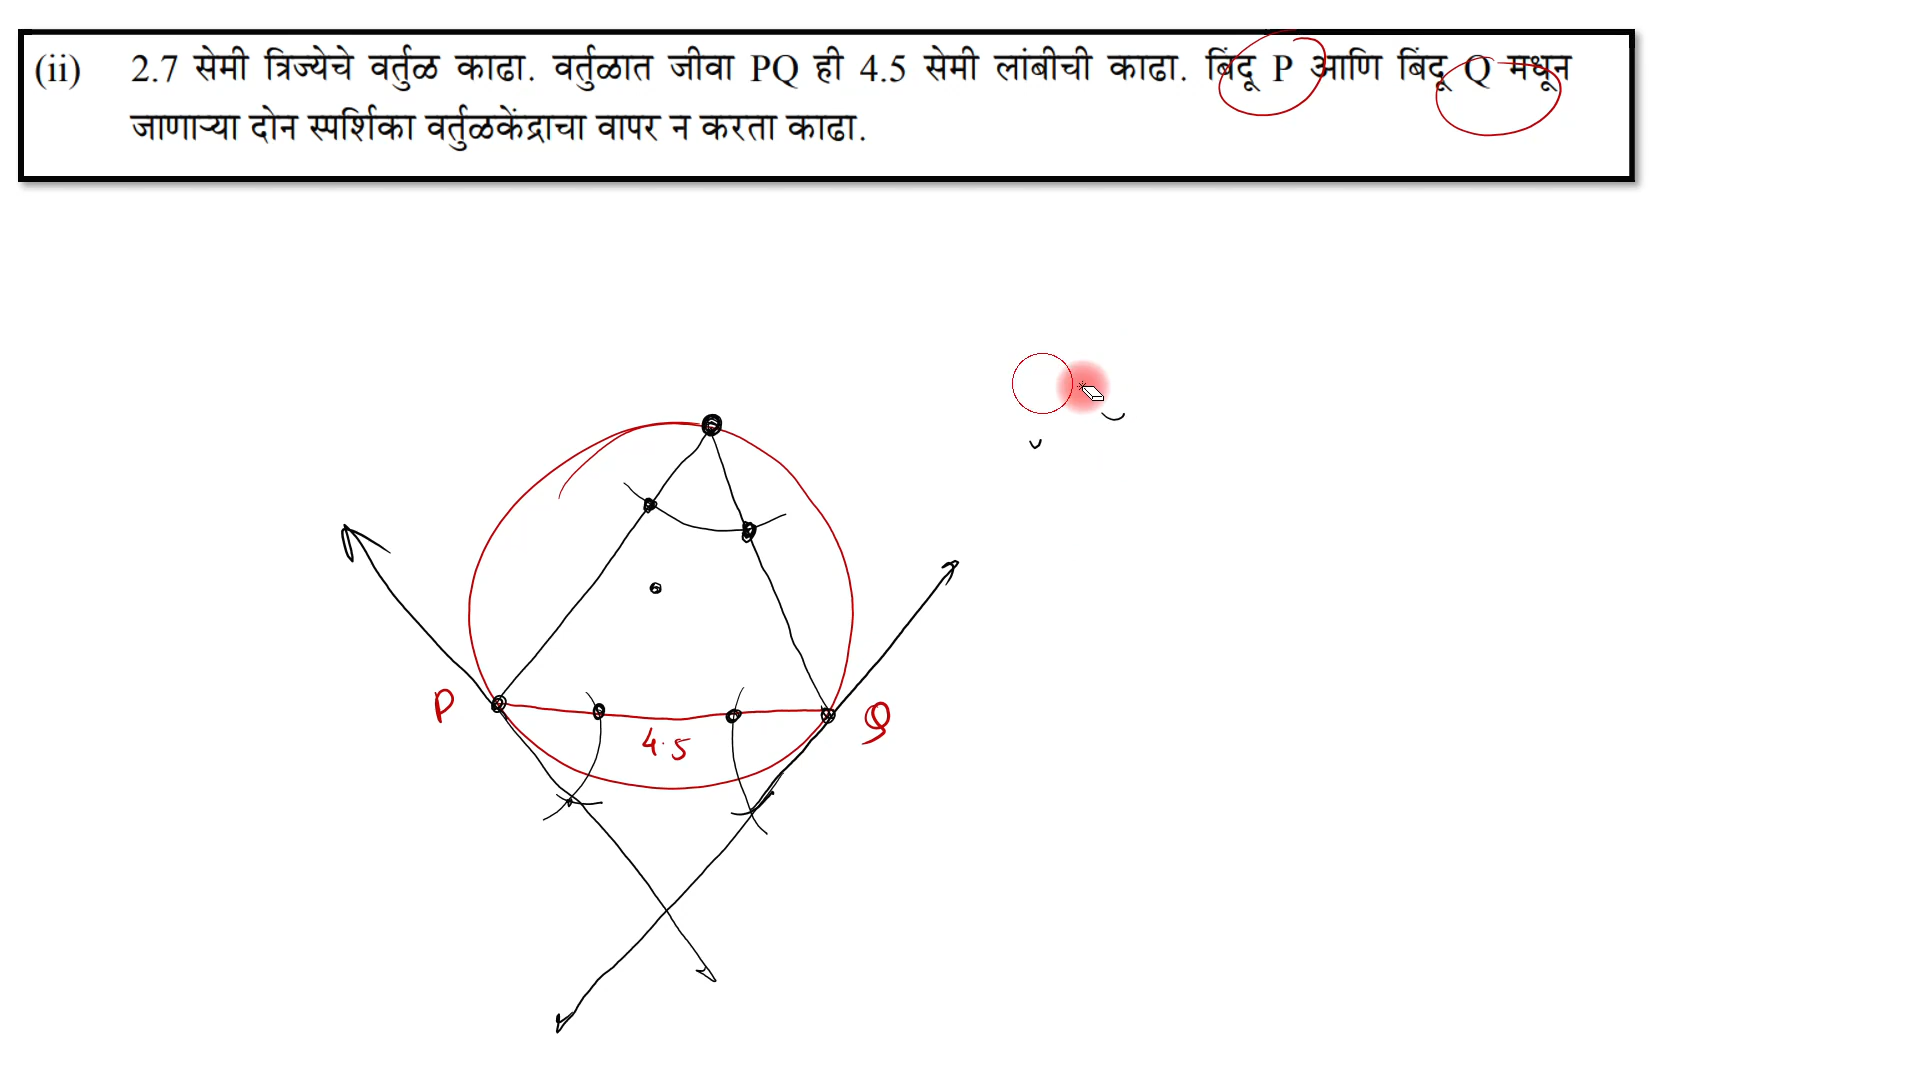 (ii) 2.7 सेमी त्रिज्येचे वर्तुळ काढा. वर्तुळात जीवा PQ ही 4.5 सेमी लांबीची काढा. बिंदू P आणि बिंदू Q मधून
जाणाऱ्या दोन स्पर्शिका वर्तुळकेंद्राचा वापर न करता काढा.
P
Q
4.5